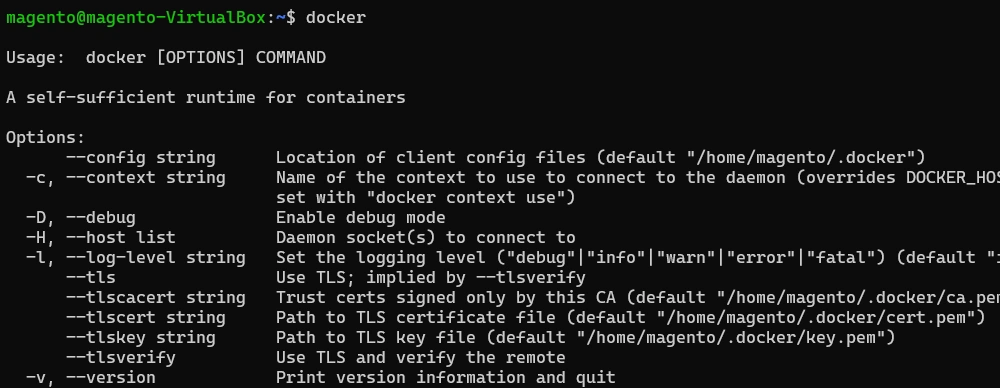 magento@magento-VirtualBox:~$ docker
Usage:  docker [OPTIONS] COMMAND
A self-sufficient runtime for containers
Options:
      --config string      Location of client config files (default "/home/magento/.docker")
  -c, --context string     Name of the context to use to connect to the daemon (overrides DOCKER_HOS
                           set with "docker context use")
  -D, --debug              Enable debug mode
  -H, --host list          Daemon socket(s) to connect to
  -l, --log-level string   Set the logging level ("debug"|"info"|"warn"|"error"|"fatal") (default "i
      --tls                Use TLS; implied by --tlsverify
      --tlscacert string   Trust certs signed only by this CA (default "/home/magento/.docker/ca.pem
      --tlscert string     Path to TLS certificate file (default "/home/magento/.docker/cert.pem")
      --tlskey string      Path to TLS key file (default "/home/magento/.docker/key.pem")
      --tlsverify          Use TLS and verify the remote
  -v, --version            Print version information and quit